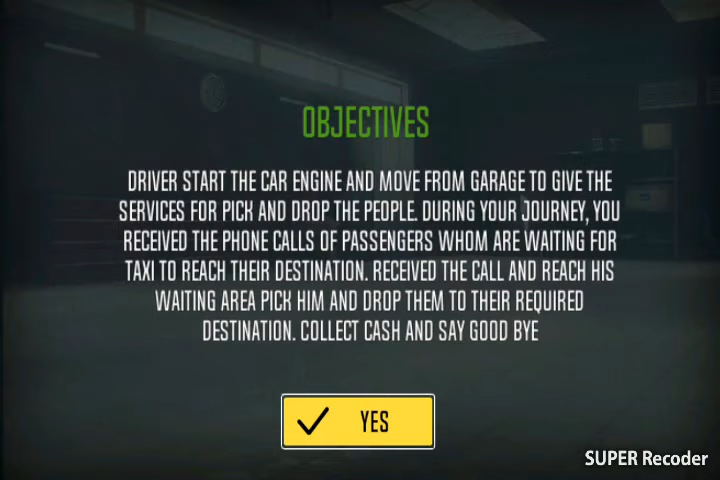 OBJECTIVES
DRIVER START THE CAR ENGINE AND MOVE FROM GARAGE TO GIVE THE
SERVICES FOR PICK AND DROP THE PEOPLE. DURING YOUR JOURNEY, YOU
RECEIVED THE PHONE CALLS OF PASSENGERS WHOM ARE WAITING FOR
TAXI TO REACH THEIR DESTINATION. RECEIVED THE CALL AND REACH HIS
WAITING AREA PICK HIM AND DROP THEM TO THEIR REQUIRED
DESTINATION. COLLECT CASH AND SAY GOOD BYE
YES
SUPER Recoder